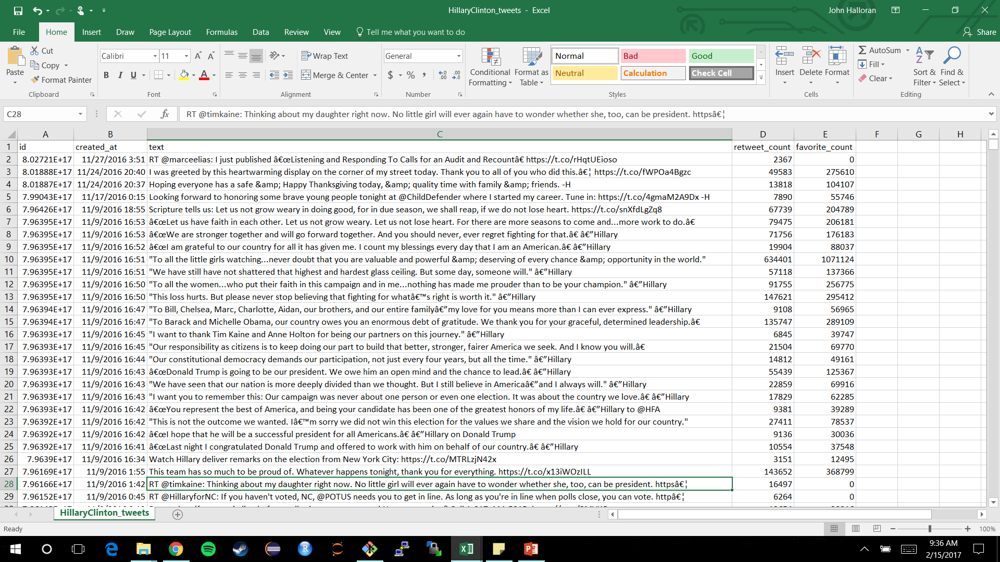 HillaryClinton_tweets - Excel
John Halloran
File Home Insert Draw Page Layout Formulas Data Review View Tell me what you want to do Share
Paste
Cut
Copy
Format Painter
Clipboard
Calibri 11
B I U
Font
Wrap Text
Merge & Center
Alignment
General
$ % ,
Number
Conditional Formatting
Format as Table
Normal Bad Good
Neutral Calculation Check Cell
Styles
Insert Delete Format
Cells
AutoSum
Fill
Clear
Sort & Filter
Find & Select
Editing
C28 fx RT @timkaine: Thinking about my daughter right now. No little girl will ever again have to wonder whether she, too, can be president. httpsâ€¦
A B C D E F G H
1 id created_at text retweet_count favorite_count
2 8.02721E+17 11/27/2016 3:51 RT @marceelias: I just published â€œListening and Responding To Calls for an Audit and Recountâ€ https://t.co/rHqtUEioso 2367 0
3 8.01888E+17 11/24/2016 20:40 I was greeted by this heartwarming display on the corner of my street today. Thank you to all of you who did this.â€¦ https://t.co/fWPOa4Bgzc 49583 275610
4 8.01887E+17 11/24/2016 20:37 Hoping everyone has a safe &amp; Happy Thanksgiving today, &amp; quality time with family &amp; friends. -H 13818 104107
5 7.99043E+17 11/17/2016 0:15 Looking forward to honoring some brave young people tonight at @ChildDefender where I started my career. Tune in: https://t.co/4gmaM2A9Dx -H 7890 55746
6 7.96426E+17 11/9/2016 18:55 Scripture tells us: Let us not grow weary in doing good, for in due season, we shall reap, if we do not lose heart. https://t.co/snXfdLgZq8 67739 204789
7 7.96395E+17 11/9/2016 16:53 â€œLet us have faith in each other. Let us not grow weary. Let us not lose heart. For there are more seasons to come and...more work to do.â€ 79475 206181
8 7.96395E+17 11/9/2016 16:53 â€œWe are stronger together and will go forward together. And you should never, ever regret fighting for that.â€ â€”Hillary 71756 176183
9 7.96395E+17 11/9/2016 16:52 â€œI am grateful to our country for all it has given me. I count my blessings every day that I am an American.â€ â€”Hillary 19904 88037
10 7.96395E+17 11/9/2016 16:51 "To all the little girls watching...never doubt that you are valuable and powerful &amp; deserving of every chance &amp; opportunity in the world." 634401 1071124
11 7.96395E+17 11/9/2016 16:51 "We have still have not shattered that highest and hardest glass ceiling. But some day, someone will." â€”Hillary 57118 137366
12 7.96395E+17 11/9/2016 16:50 "To all the women...who put their faith in this campaign and in me...nothing has made me prouder than to be your champion." â€”Hillary 91755 256775
13 7.96395E+17 11/9/2016 16:50 "This loss hurts. But please never stop believing that fighting for whatâ€™s right is worth it." â€”Hillary 147621 295412
14 7.96394E+17 11/9/2016 16:47 "To Bill, Chelsea, Marc, Charlotte, Aidan, our brothers, and our entire familyâ€”my love for you means more than I can ever express." â€”Hillary 9108 56965
15 7.96394E+17 11/9/2016 16:47 "To Barack and Michelle Obama, our country owes you an enormous debt of gratitude. We thank you for your graceful, determined leadership.â€ 135747 289109
16 7.96393E+17 11/9/2016 16:45 "I want to thank Tim Kaine and Anne Holton for being our partners on this journey." â€”Hillary 6845 39747
17 7.96393E+17 11/9/2016 16:45 "Our responsibility as citizens is to keep doing our part to build that better, stronger, fairer America we seek. And I know you will.â€ 21504 69770
18 7.96393E+17 11/9/2016 16:44 "Our constitutional democracy demands our participation, not just every four years, but all the time." â€”Hillary 14812 49161
19 7.96393E+17 11/9/2016 16:43 â€œDonald Trump is going to be our president. We owe him an open mind and the chance to lead.â€ â€”Hillary 55439 125367
20 7.96393E+17 11/9/2016 16:43 "We have seen that our nation is more deeply divided than we thought. But I still believe in Americaâ€”and I always will." â€”Hillary 22859 69916
21 7.96393E+17 11/9/2016 16:43 "I want you to remember this: Our campaign was never about one person or even one election. It was about the country we love.â€ â€”Hillary 17829 62285
22 7.96393E+17 11/9/2016 16:42 â€œYou represent the best of America, and being your candidate has been one of the greatest honors of my life.â€ â€”Hillary to @HFA 9381 39289
23 7.96392E+17 11/9/2016 16:42 "This is not the outcome we wanted. Iâ€™m sorry we did not win this election for the values we share and the vision we hold for our country." 27411 78537
24 7.96392E+17 11/9/2016 16:42 â€œI hope that he will be a successful president for all Americans.â€ â€”Hillary on Donald Trump 9136 30036
25 7.96392E+17 11/9/2016 16:41 â€œLast night I congratulated Donald Trump and offered to work with him on behalf of our country.â€ â€”Hillary 10554 37548
26 7.9639E+17 11/9/2016 16:34 Watch Hillary deliver remarks on the election from New York City: https://t.co/MTRLzjN42x 3151 12495
27 7.96169E+17 11/9/2016 1:55 This team has so much to be proud of. Whatever happens tonight, thank you for everything. https://t.co/x13iWOzILL 143652 368799
28 7.96166E+17 11/9/2016 1:42 RT @timkaine: Thinking about my daughter right now. No little girl will ever again have to wonder whether she, too, can be president. httpsâ€¦ 16497 0
29 7.96152E+17 11/9/2016 0:45 RT @HillaryforNC: If you haven't voted, NC, @POTUS needs you to get in line. As long as you're in line when polls close, you can vote. httpâ€¦ 6264 0
HillaryClinton_tweets
Ready
100%
9:36 AM
2/15/2017